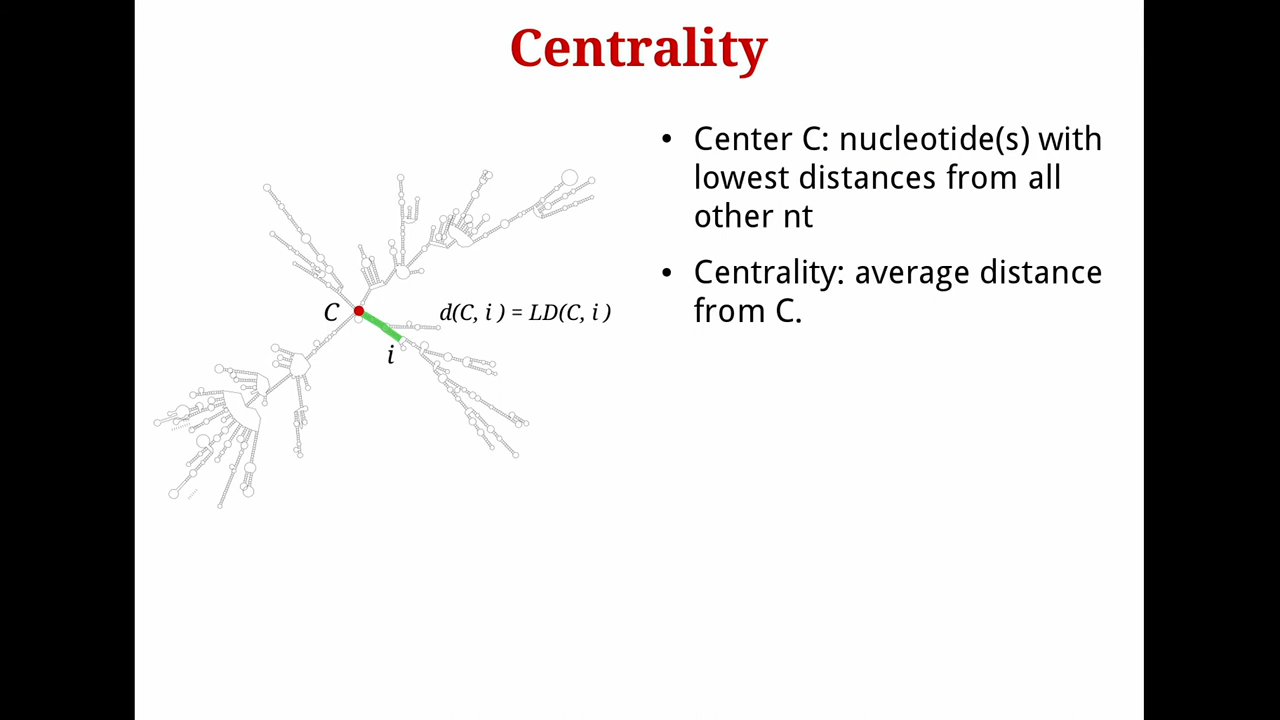 Centrality
• Center C: nucleotide(s) with
lowest distances from all
other nt
• Centrality: average distance
from C.
C
d(C, i ) = LD(C, i )
i